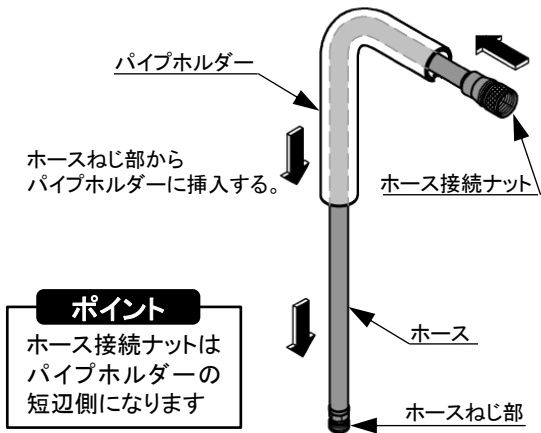 パイプホルダー
ホースねじ部から
パイプホルダーに挿入する。
ホース接続ナット
ポイント
ホース接続ナットは
パイプホルダーの
短辺側になります
ホース
ホースねじ部